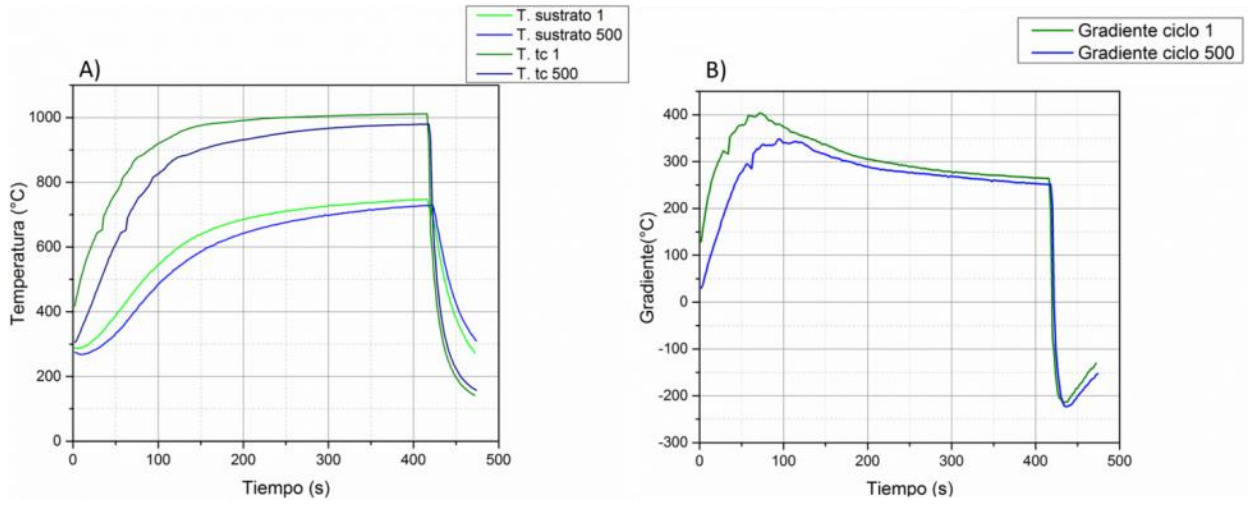 T. sustrato 1
T. sustrato 500
T. tc 1
T. tc 500
A)
Temperatura (°C)
1000
800
600
400
200
0
0 100 200 300 400 500
Tiempo (s)
Gradiente ciclo 1
Gradiente ciclo 500
B)
Gradiente(°C)
400
300
200
100
0
-100
-200
-300
0 100 200 300 400 500
Tiempo (s)